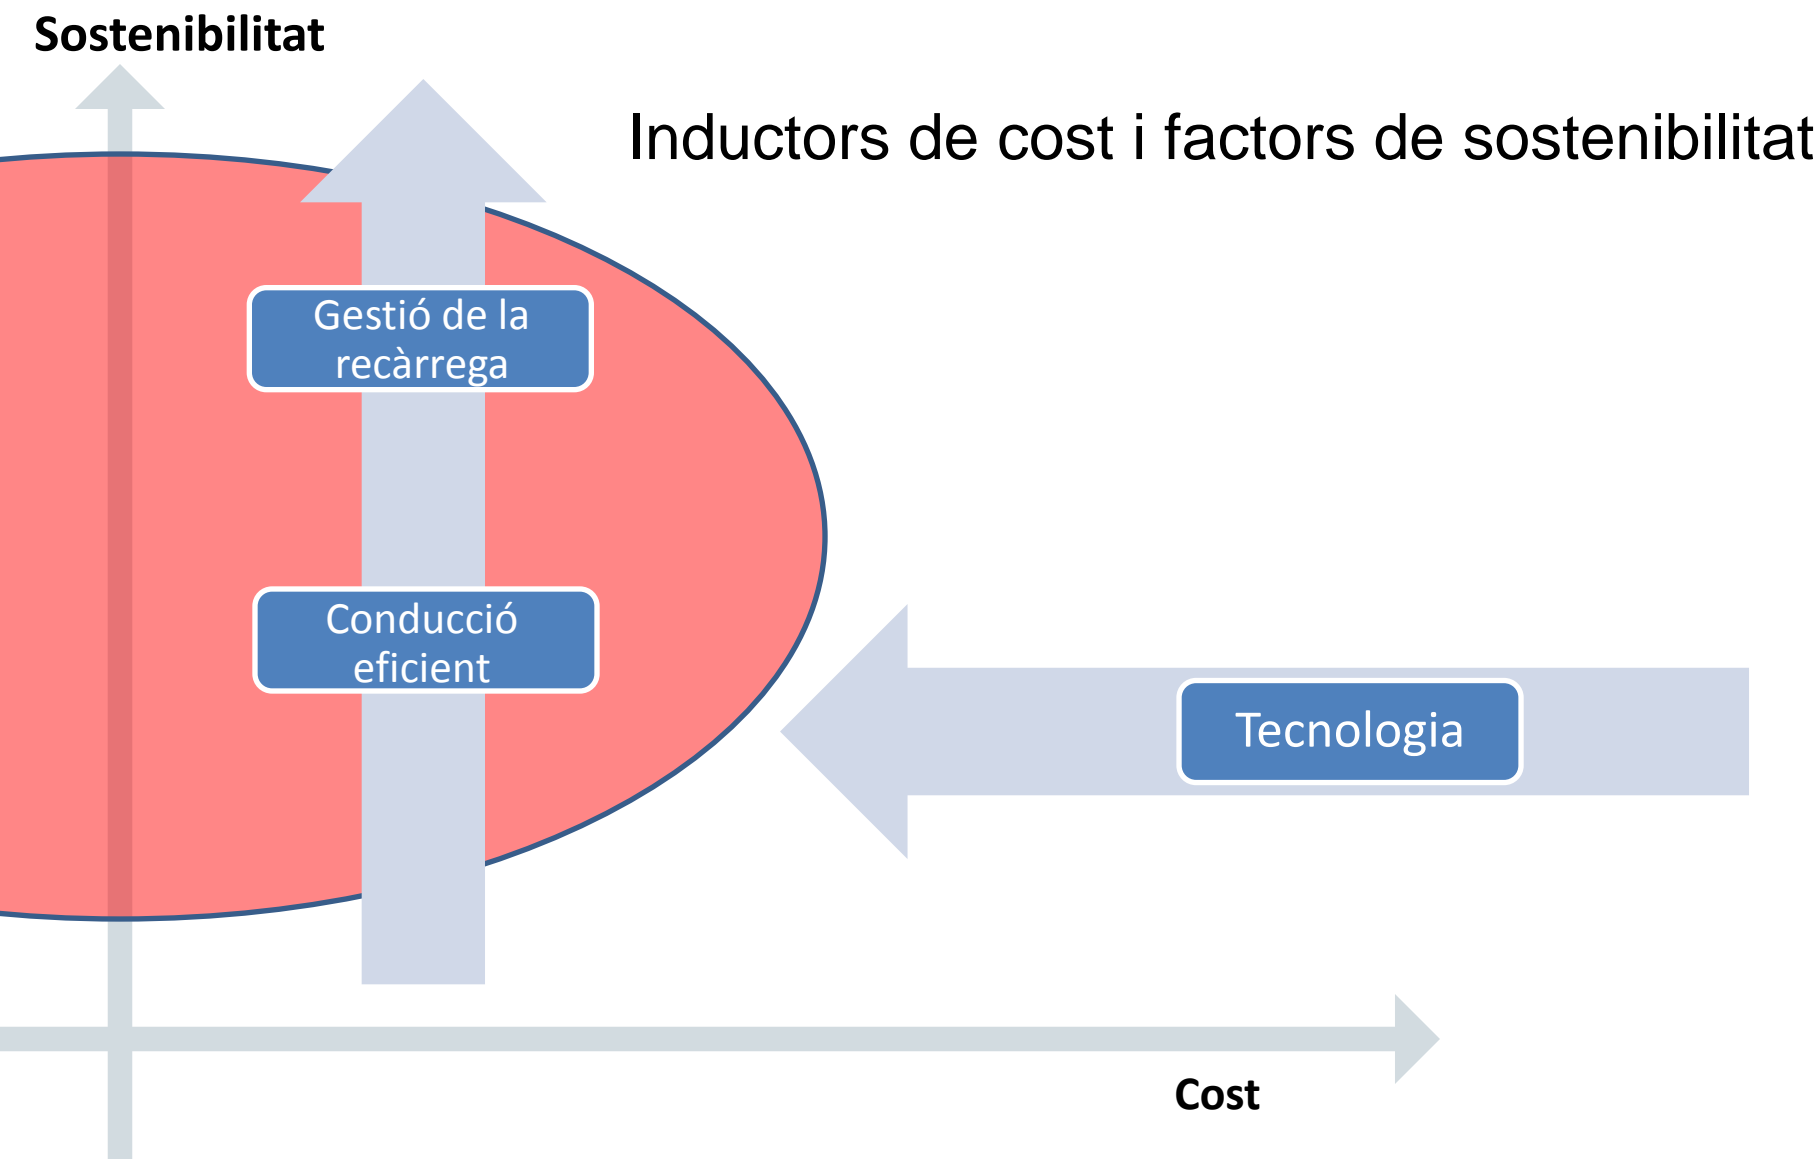 Sostenibilitat
Inductors de cost i factors de sostenibilitat
Gestió de la
recàrrega
Conducció
eficient
Tecnologia
Cost